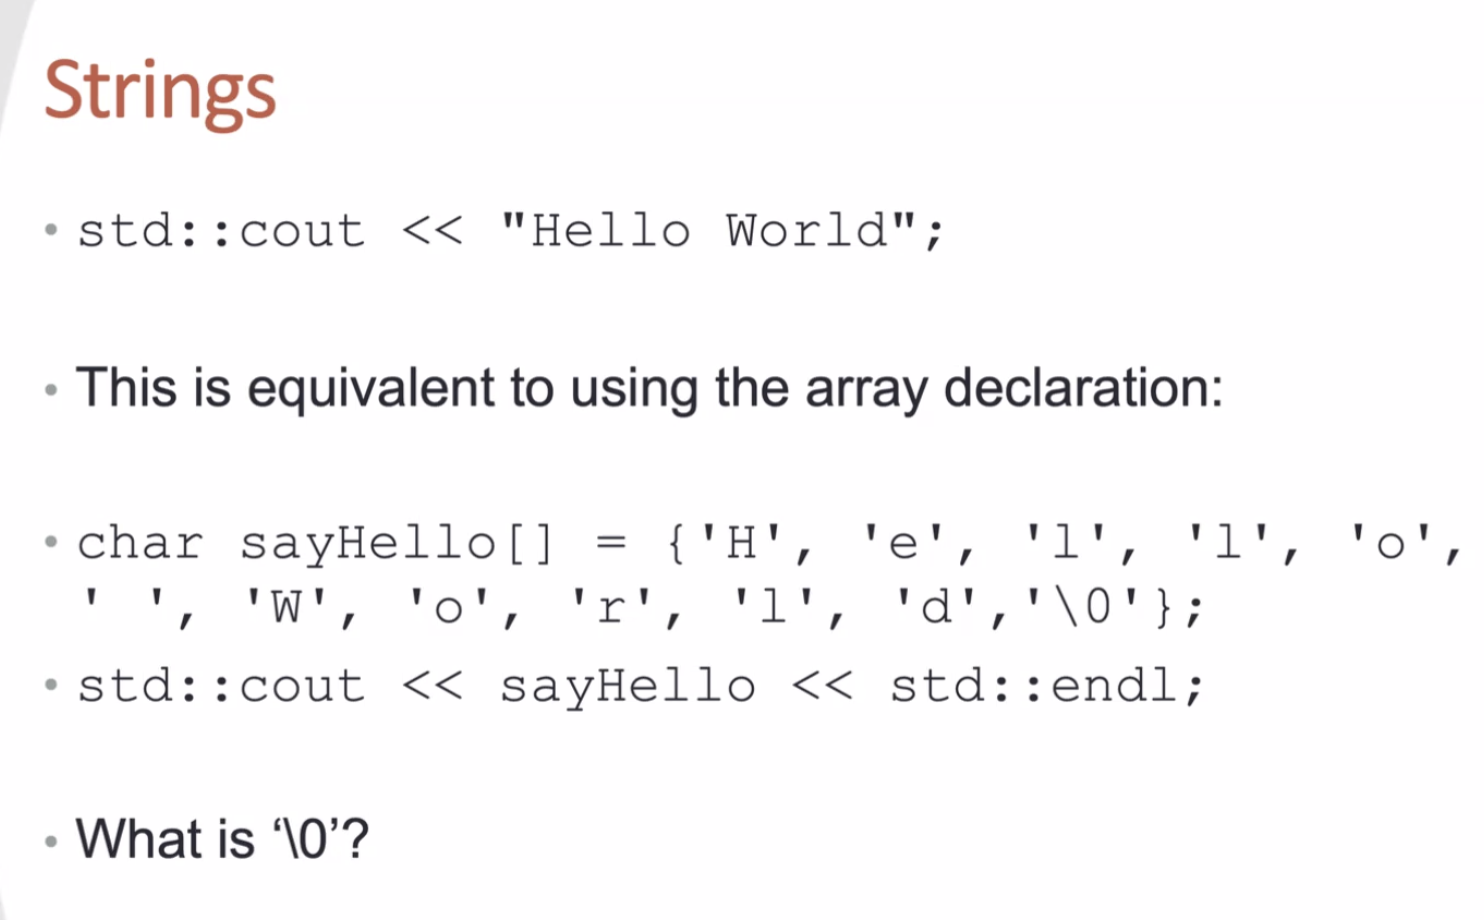 Strings
• std::cout << "Hello World";
• This is equivalent to using the array declaration:
• char sayHello[] = {'H', 'e', 'l', 'l', 'o',
' ', 'W', 'o', 'r', 'l', 'd','\0'};
• std::cout << sayHello << std::endl;
• What is ‘\0’?